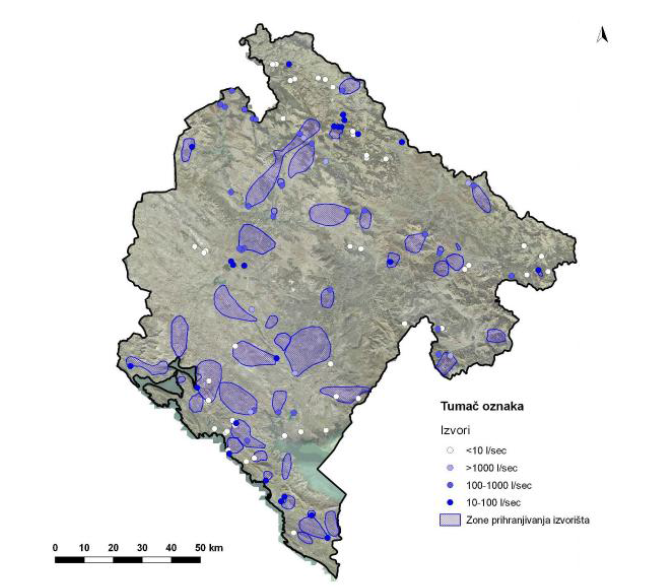 Tumač oznaka
Izvori
<10 l/sec
>1000 l/sec
100-1000 l/sec
10-100 l/sec
Zone prihranjivanja izvorišta
0 10 20 30 40 50 km